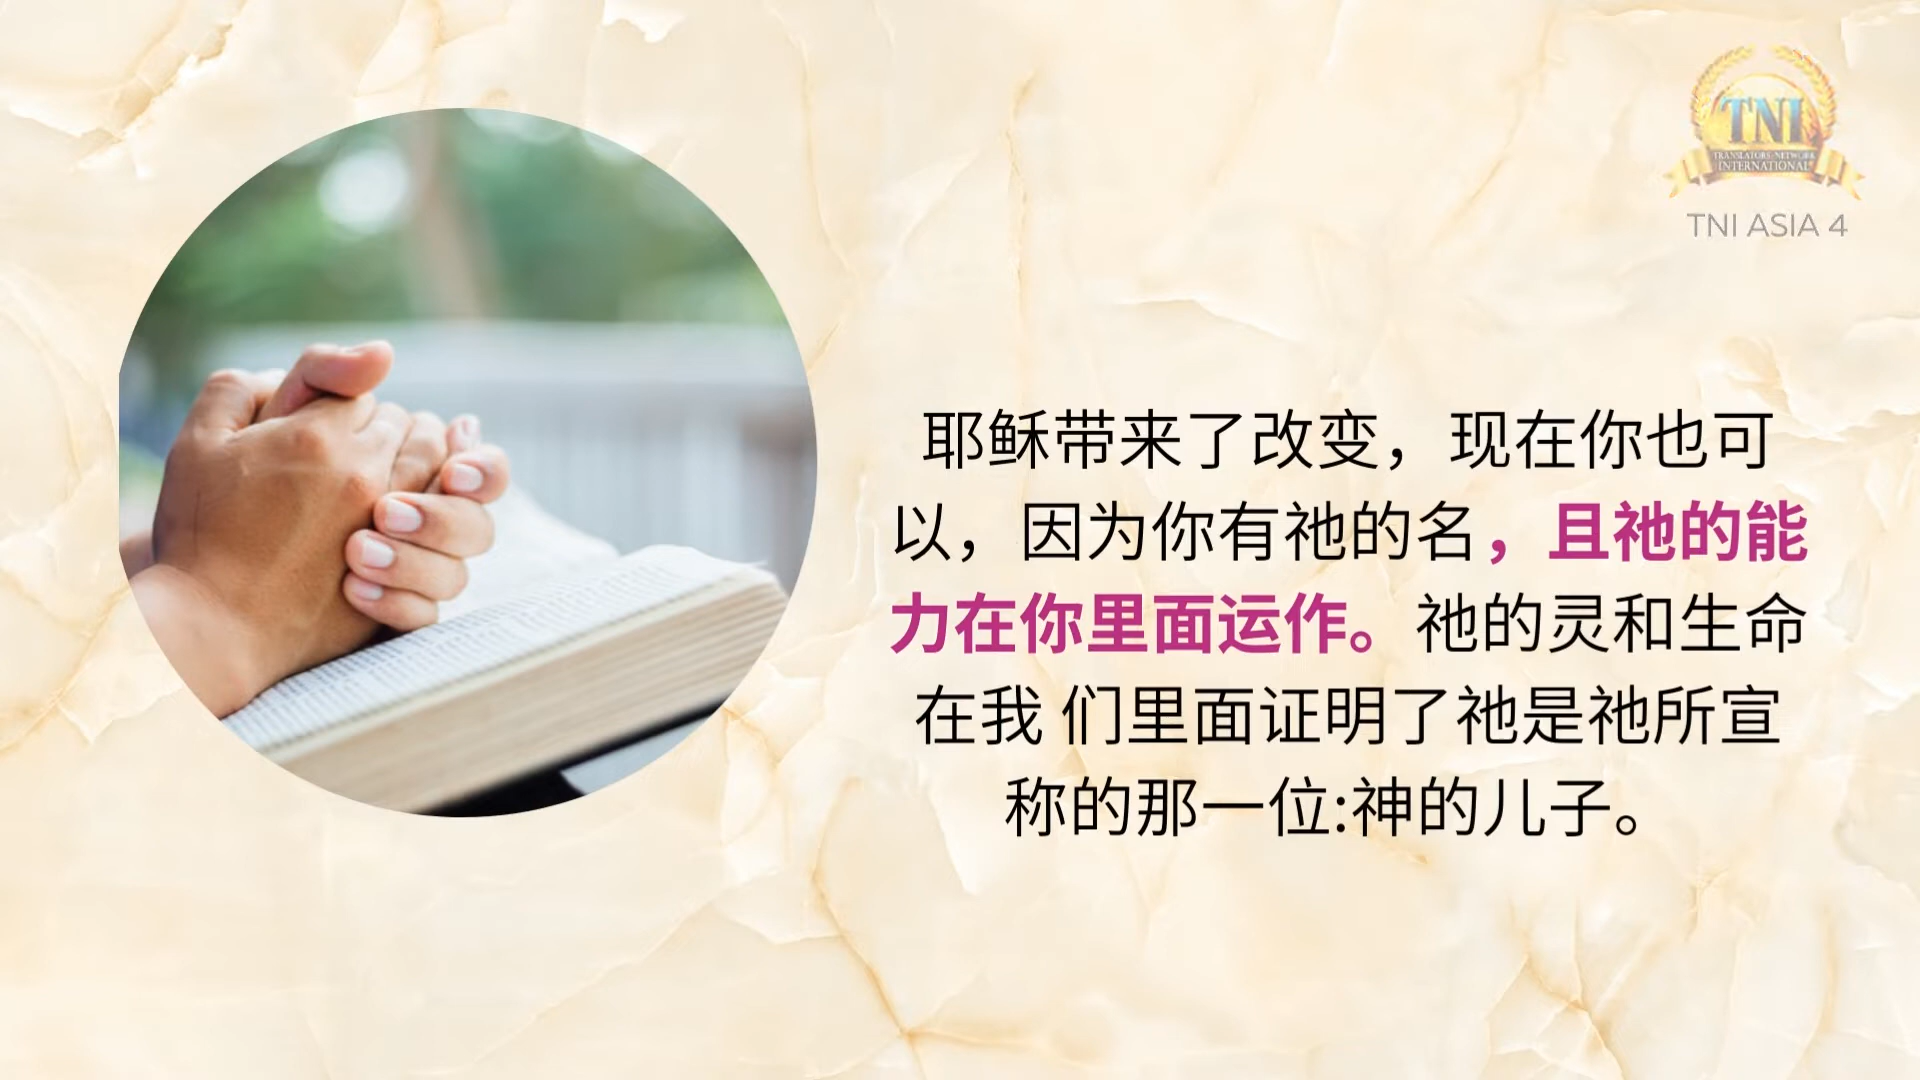 TNI
TRANSLATORS NETWORK
INTERNATIONAL
TNI ASIA 4
耶稣带来了改变，现在你也可
以，因为你有祂的名，且祂的能
力在你里面运作。祂的灵和生命
在我 们里面证明了祂是祂所宣
称的那一位:神的儿子。